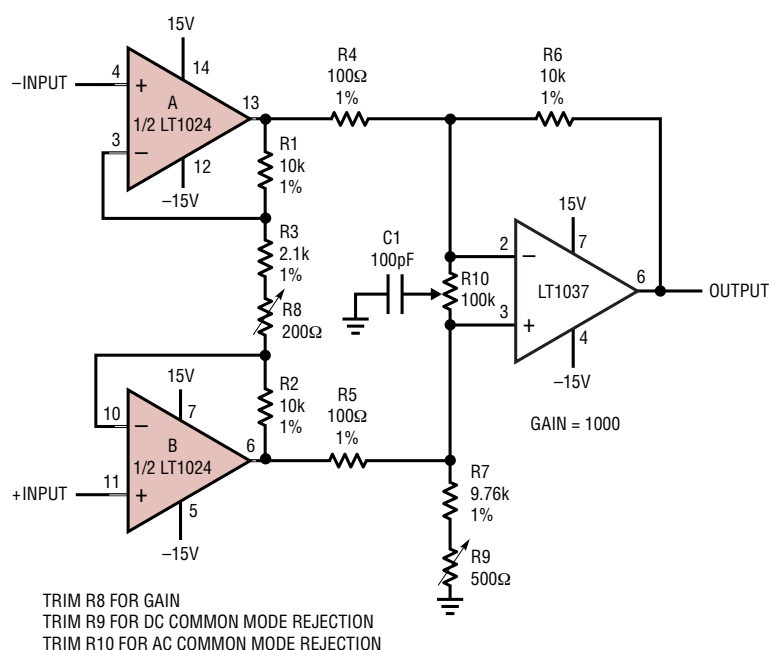 15V
–INPUT
4
+
14
A
1/2 LT1024
13
3
–
12
–15V
R4
100Ω
1%
R6
10k
1%
R1
10k
1%
R3
2.1k
1%
R8
200Ω
C1
100pF
R10
100k
15V
2
–
7
LT1037
6
OUTPUT
3
+
4
–15V
GAIN = 1000
15V
10
–
7
B
1/2 LT1024
6
+INPUT
11
+
5
–15V
R2
10k
1%
R5
100Ω
1%
R7
9.76k
1%
R9
500Ω
TRIM R8 FOR GAIN
TRIM R9 FOR DC COMMON MODE REJECTION
TRIM R10 FOR AC COMMON MODE REJECTION